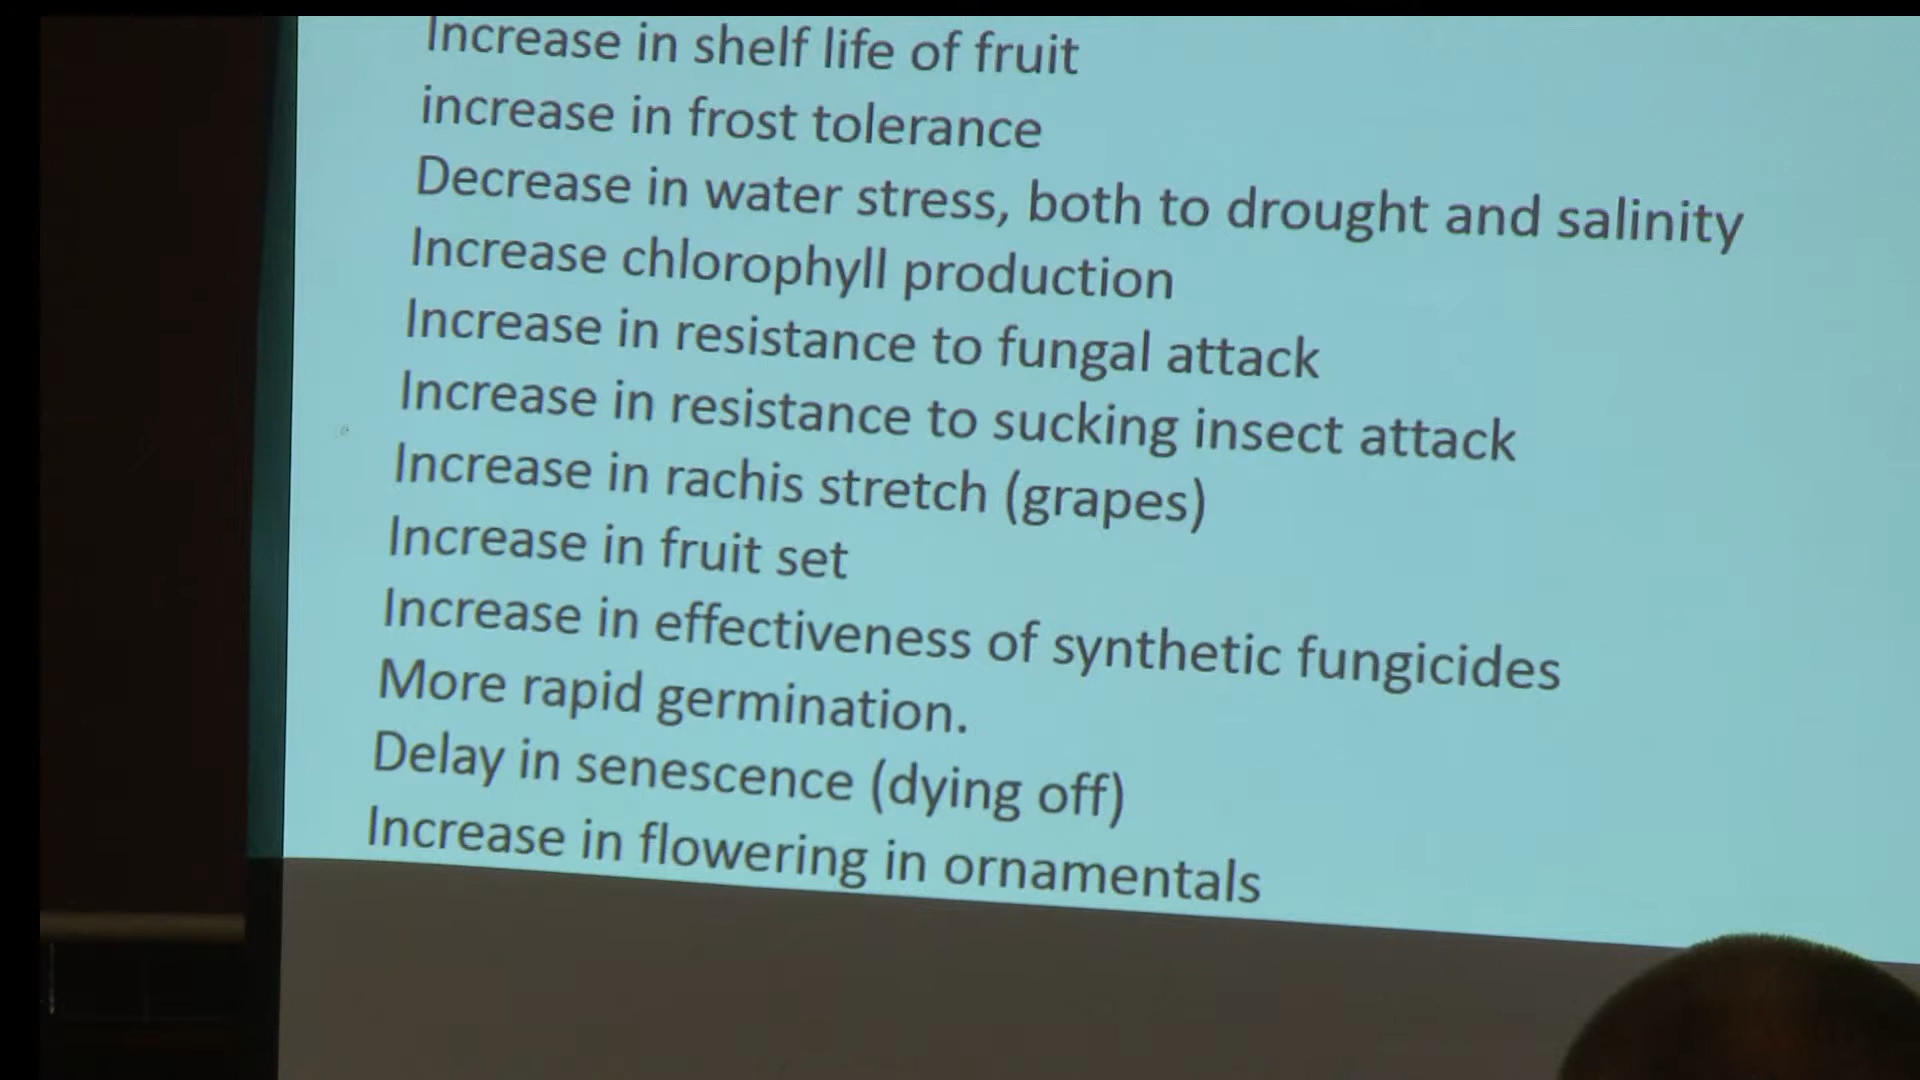 Increase in shelf life of fruit
increase in frost tolerance
Decrease in water stress, both to drought and salinity
Increase chlorophyll production
Increase in resistance to fungal attack
Increase in resistance to sucking insect attack
Increase in rachis stretch (grapes)
Increase in fruit set
Increase in effectiveness of synthetic fungicides
More rapid germination.
Delay in senescence (dying off)
Increase in flowering in ornamentals